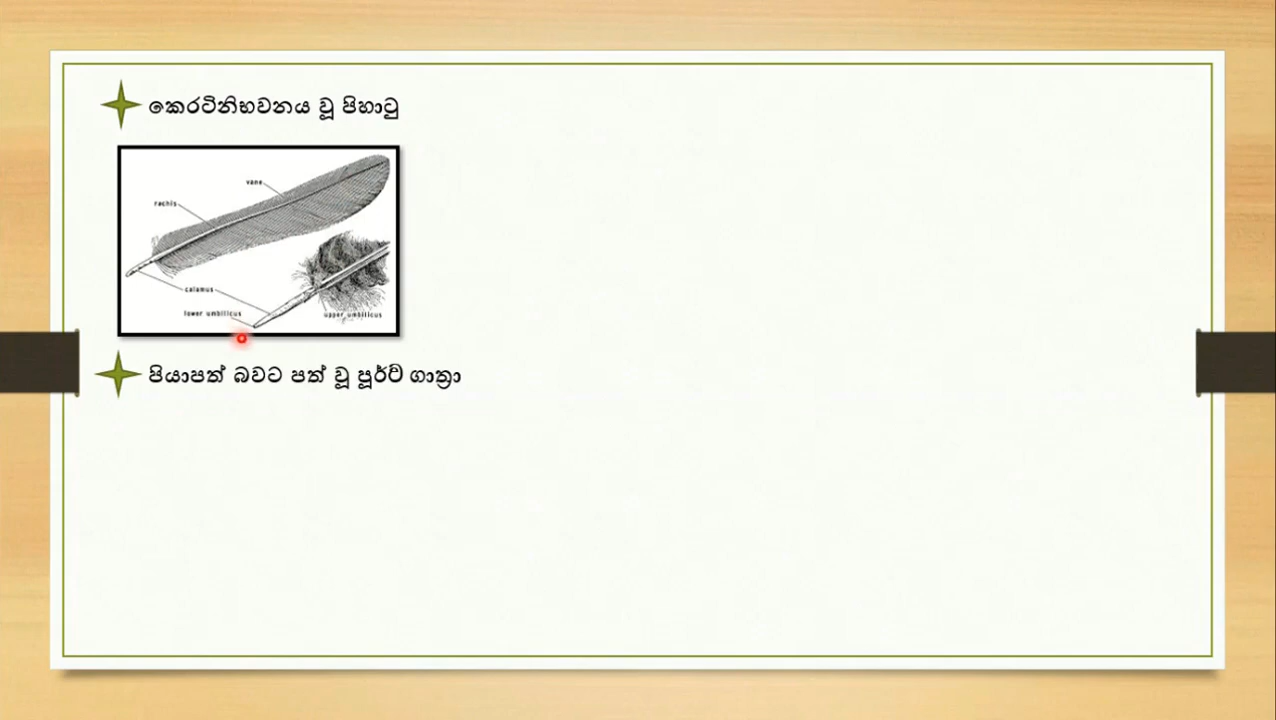 කෙරටිනිභවනය වූ පිහාටු
vane
rachis
calamus
lower umbilicus
upper umbilicus
පියාපත් බවට පත් වූ පූර්ව ගාත්‍රා